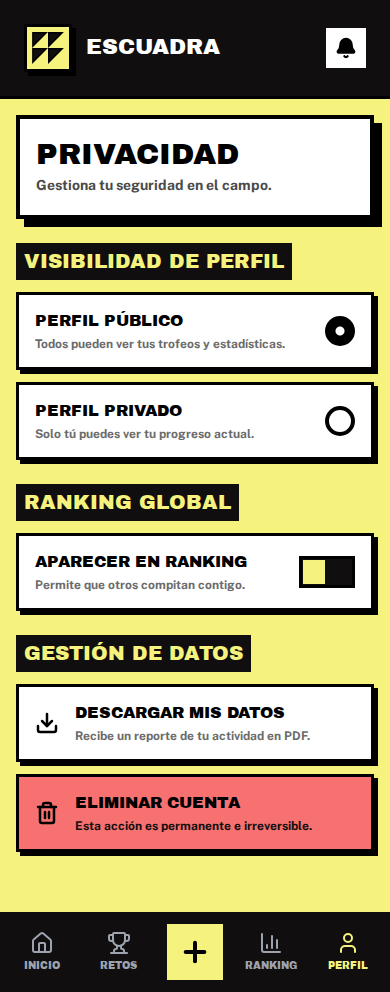 ESCUADRA
PRIVACIDAD
Gestiona tu seguridad en el campo.
VISIBILIDAD DE PERFIL
PERFIL PÚBLICO
Todos pueden ver tus trofeos y estadísticas.
PERFIL PRIVADO
Solo tú puedes ver tu progreso actual.
RANKING GLOBAL
APARECER EN RANKING
Permite que otros compitan contigo.
GESTIÓN DE DATOS
DESCARGAR MIS DATOS
Recibe un reporte de tu actividad en PDF.
ELIMINAR CUENTA
Esta acción es permanente e irreversible.
INICIO
RETOS
RANKING
PERFIL